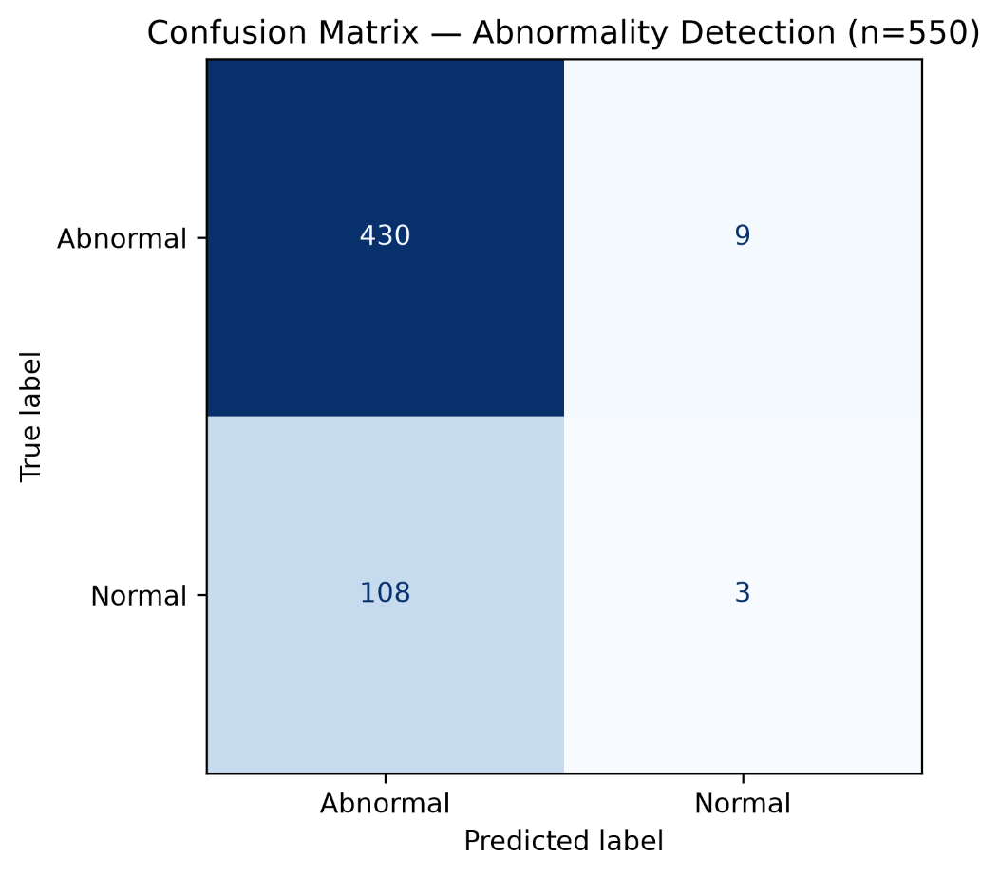 Confusion Matrix — Abnormality Detection (n=550)
True label
Abnormal
430
9
Normal
108
3
Abnormal
Normal
Predicted label